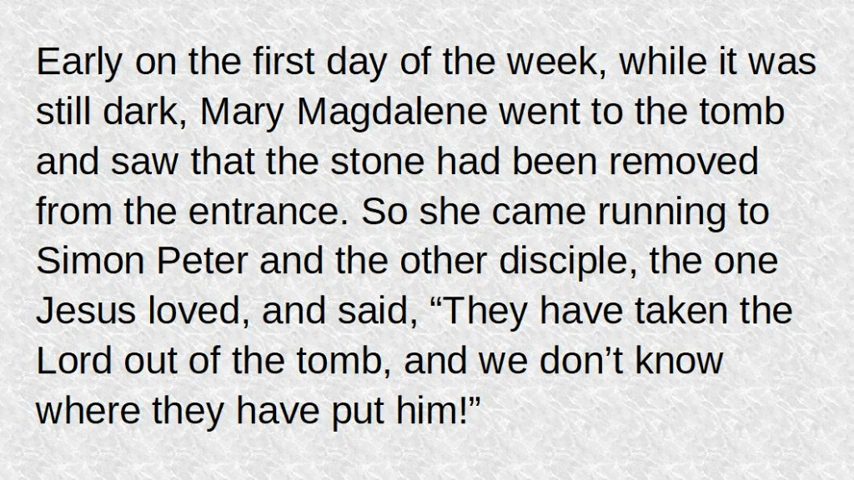 Early on the first day of the week, while it was
still dark, Mary Magdalene went to the tomb
and saw that the stone had been removed
from the entrance. So she came running to
Simon Peter and the other disciple, the one
Jesus loved, and said, “They have taken the
Lord out of the tomb, and we don’t know
where they have put him!”